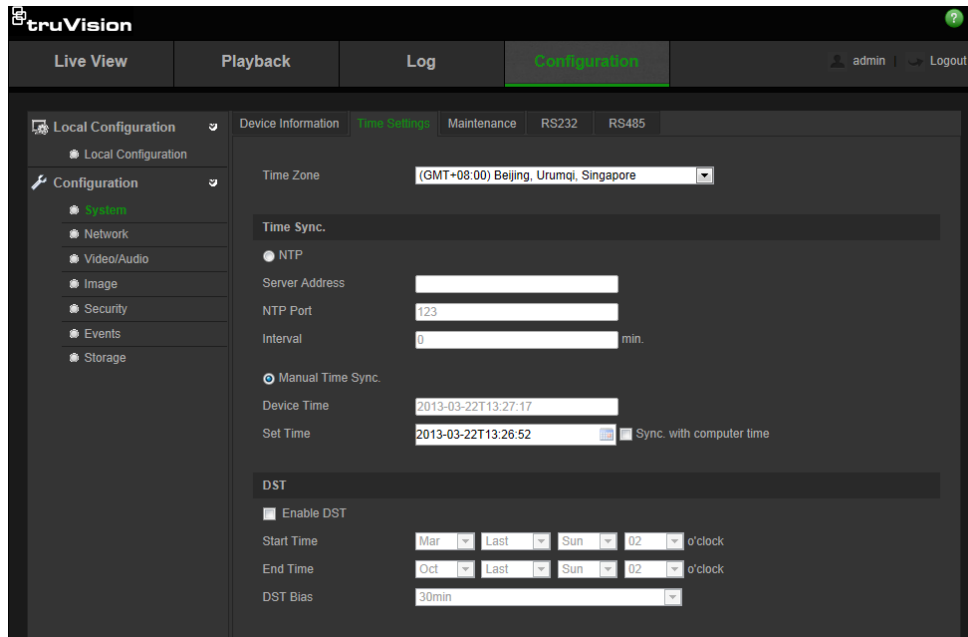 truVision
Live View Playback Log Configuration admin Logout
Local Configuration
Local Configuration
Configuration
System
Network
Video/Audio
Image
Security
Events
Storage
Device Information Time Settings Maintenance RS232 RS485
Time Zone (GMT+08:00) Beijing, Urumqi, Singapore
Time Sync.
NTP
Server Address
NTP Port 123
Interval 0 min.
Manual Time Sync.
Device Time 2013-03-22T13:27:17
Set Time 2013-03-22T13:26:52 Sync. with computer time
DST
Enable DST
Start Time Mar Last Sun 02 o'clock
End Time Oct Last Sun 02 o'clock
DST Bias 30min